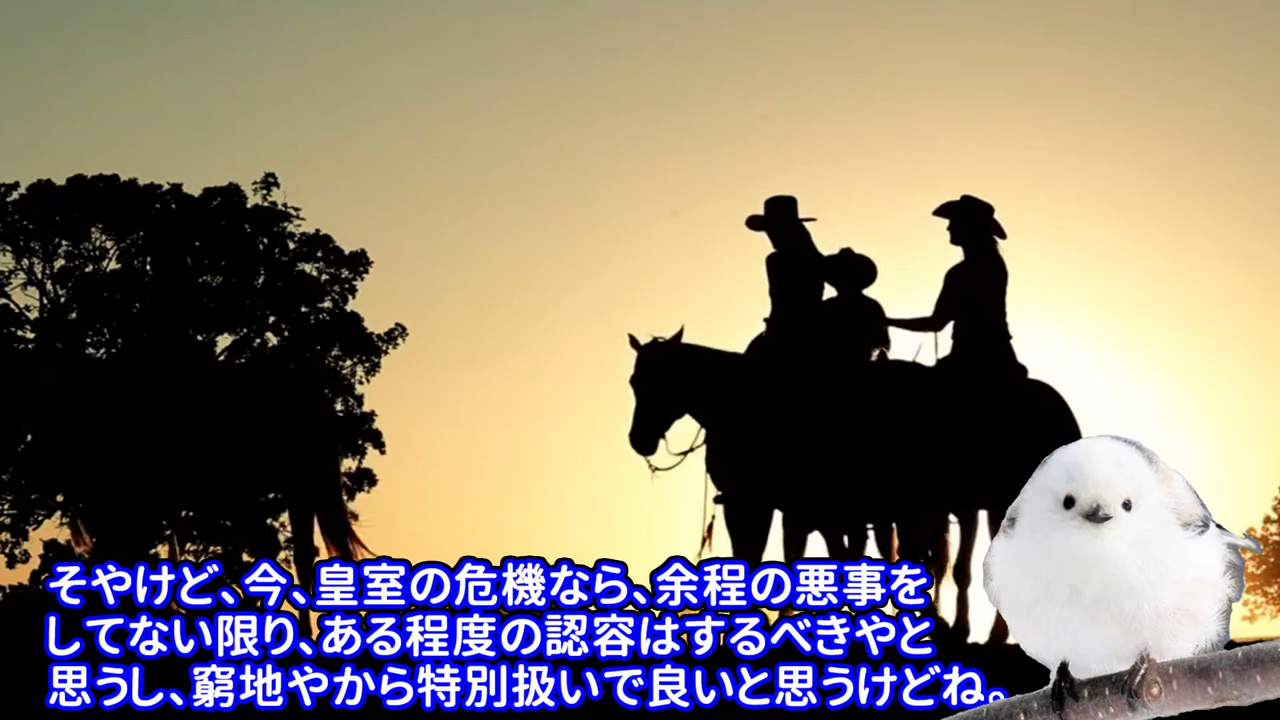 そやけど、今、皇室の危機なら、余程の悪事を
してない限り、ある程度の認容はするべきやと
思うし、窮地やから特別扱いで良いと思うけどね。